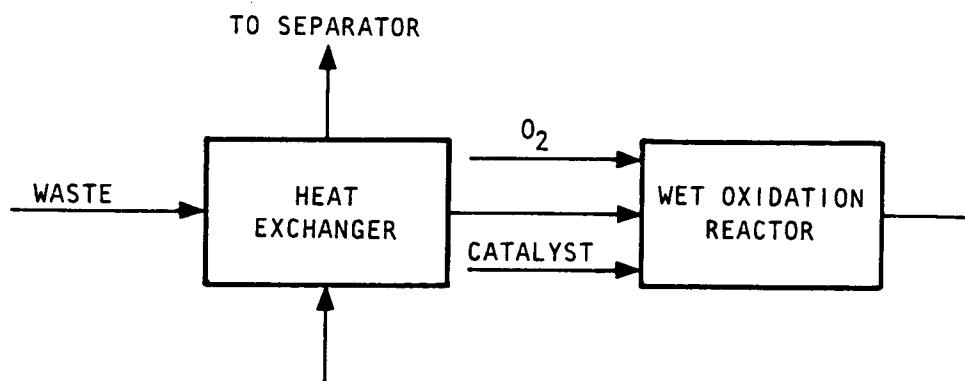 TO SEPARATOR
O2
WASTE
HEAT
EXCHANGER
WET OXIDATION
REACTOR
CATALYST